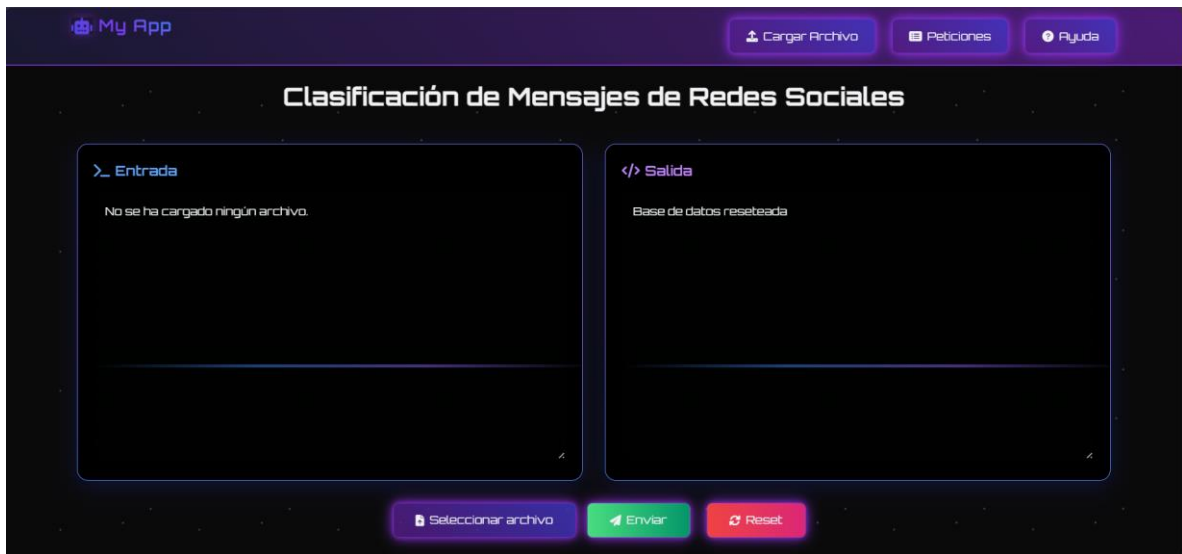 My App
Cargar Archivo
Peticiones
Ayuda
Clasificación de Mensajes de Redes Sociales
>_ Entrada
No se ha cargado ningún archivo.
</> Salida
Base de datos reseteada
Seleccionar archivo
Enviar
Reset